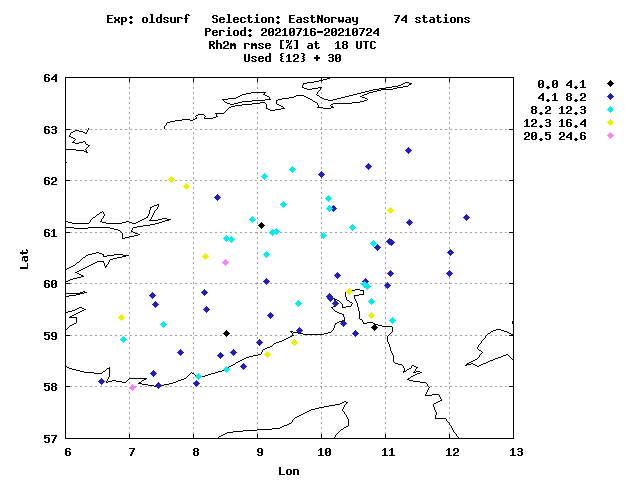 Exp: oldsurf   Selection: EastNorway     74 stations
Period: 20210716-20210724
Rh2m rmse [%] at  18 UTC
Used {12} + 30
0.0 4.1
4.1 8.2
8.2 12.3
12.3 16.4
20.5 24.6
64
63
62
61
60
59
58
57
Lat
6 7 8 9 10 11 12 13
Lon